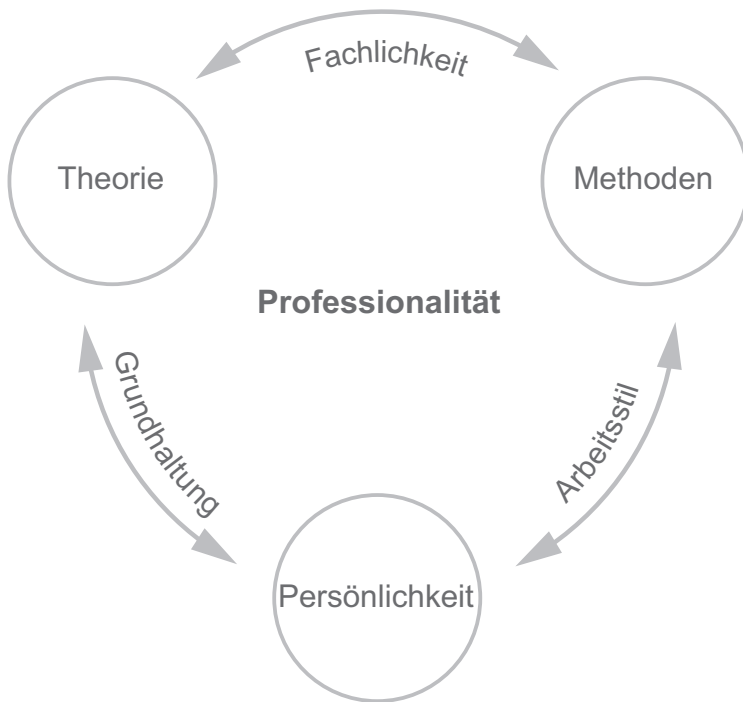 Fachlichkeit
Theorie
Methoden
Professionalität
Grundhaltung
Arbeitsstil
Persönlichkeit